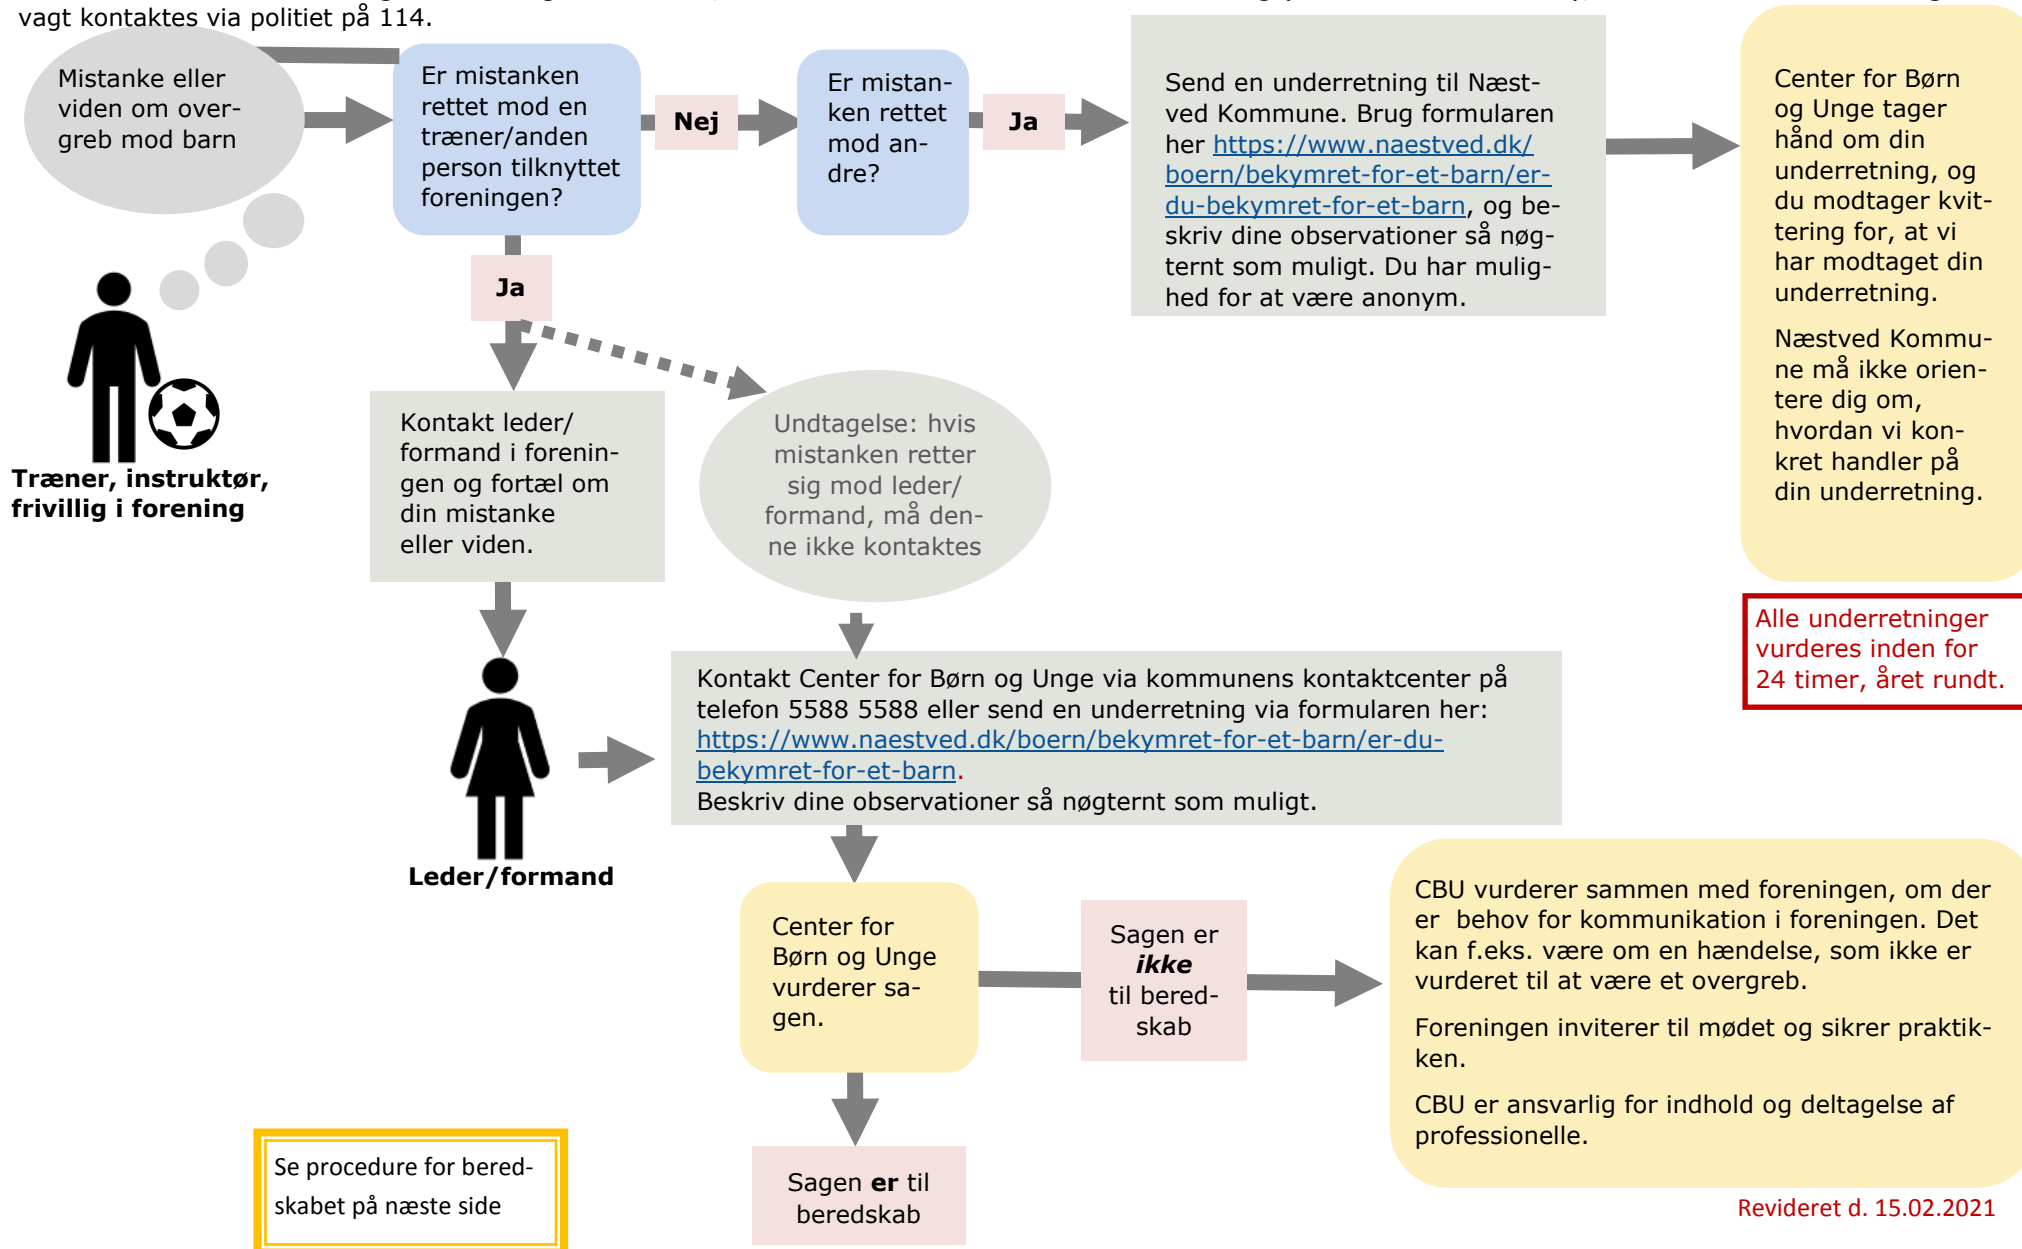 vagt kontaktes via politiet på 114.
Mistanke eller
viden om over-
greb mod barn
Er mistanken
rettet mod en
træner/anden
person tilknyttet
foreningen?
Nej
Er mistan-
ken rettet
mod an-
dre?
Ja
Send en underretning til Næst-
ved Kommune. Brug formularen
her https://www.naestved.dk/
boern/bekymret-for-et-barn/er-
du-bekymret-for-et-barn, og be-
skriv dine observationer så nøg-
ternt som muligt. Du har mulig-
hed for at være anonym.
Center for Børn
og Unge tager
hånd om din
underretning, og
du modtager kvit-
tering for, at vi
har modtaget din
underretning.
Næstved Kommu-
ne må ikke orien-
tere dig om,
hvordan vi kon-
kret handler på
din underretning.
Ja
Træner, instruktør,
frivillig i forening
Kontakt leder/
formand i forenin-
gen og fortæl om
din mistanke
eller viden.
Undtagelse: hvis
mistanken retter
sig mod leder/
formand, må den-
ne ikke kontaktes
Alle underretninger
vurderes inden for
24 timer, året rundt.
Leder/formand
Kontakt Center for Børn og Unge via kommunens kontaktcenter på
telefon 5588 5588 eller send en underretning via formularen her:
https://www.naestved.dk/boern/bekymret-for-et-barn/er-du-
bekymret-for-et-barn.
Beskriv dine observationer så nøgternt som muligt.
Center for
Børn og Unge
vurderer sa-
gen.
Sagen er
ikke
til bered-
skab
CBU vurderer sammen med foreningen, om der
er  behov for kommunikation i foreningen. Det
kan f.eks. være om en hændelse, som ikke er
vurderet til at være et overgreb.
Foreningen inviterer til mødet og sikrer praktik-
ken.
CBU er ansvarlig for indhold og deltagelse af
professionelle.
Se procedure for bered-
skabet på næste side
Sagen er til
beredskab
Revideret d. 15.02.2021